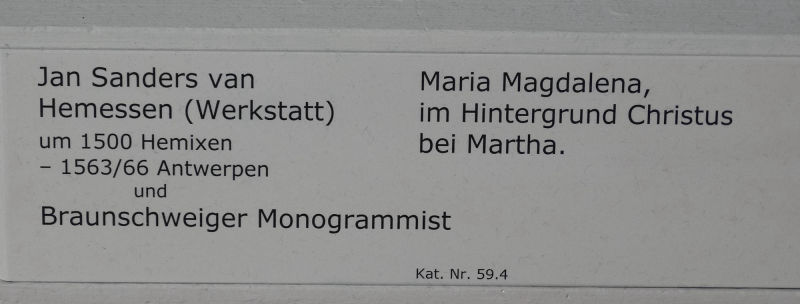 Jan Sanders van
Hemessen (Werkstatt)
um 1500 Hemixen
– 1563/66 Antwerpen
und
Braunschweiger Monogrammist
Maria Magdalena,
im Hintergrund Christus
bei Martha.
Kat. Nr. 59.4